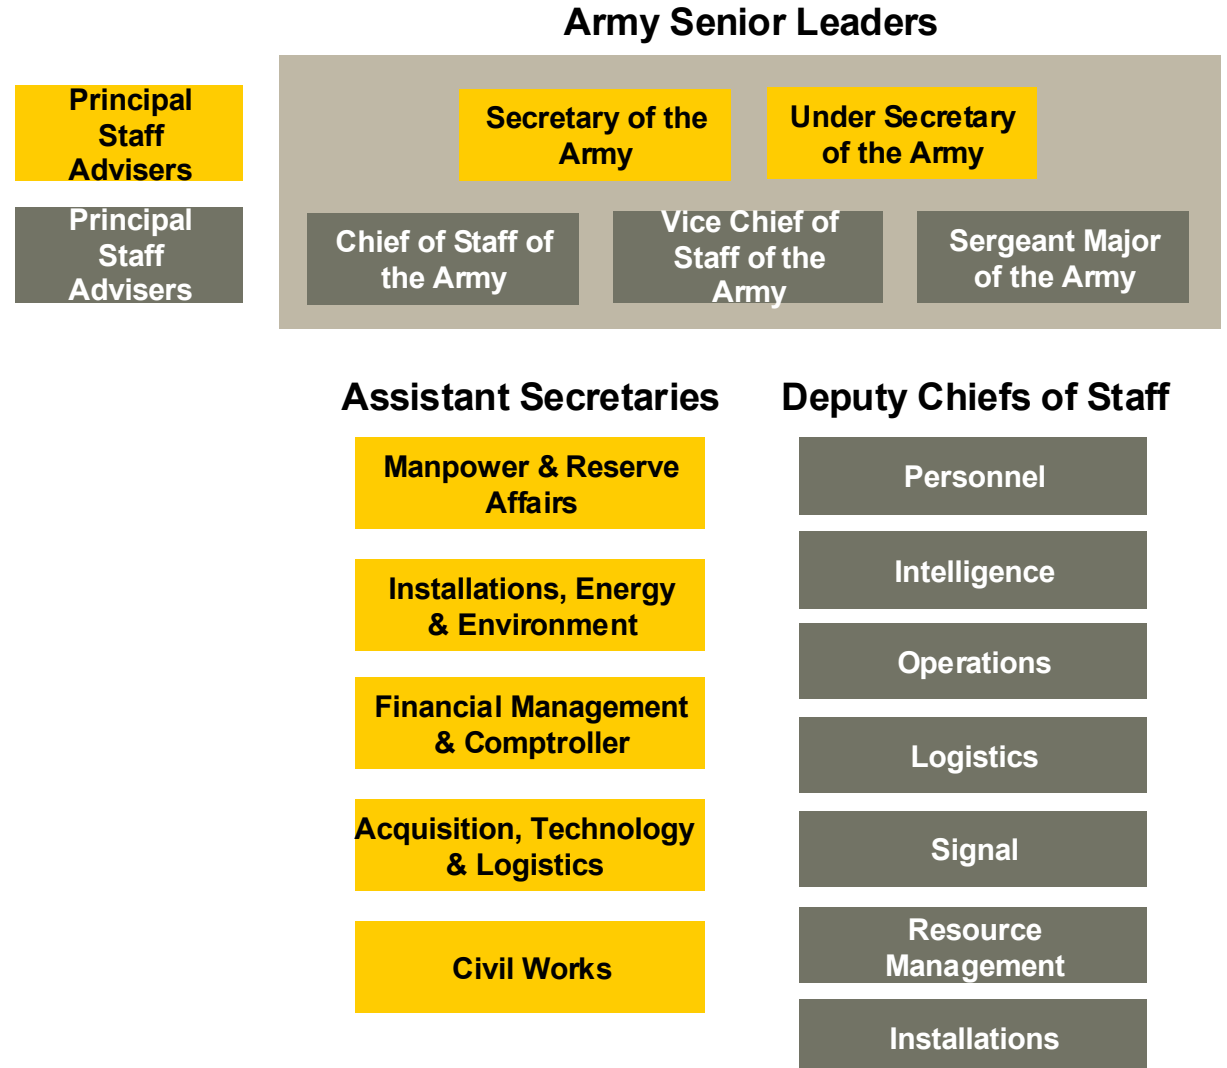 Army Senior Leaders
Principal
Staff
Advisers
Secretary of the
Army
Under Secretary
of the Army
Principal
Staff
Advisers
Chief of Staff of
the Army
Vice Chief of
Staff of the
Army
Sergeant Major
of the Army
Assistant Secretaries
Manpower & Reserve
Affairs
Installations, Energy
& Environment
Financial Management
& Comptroller
Acquisition, Technology
& Logistics
Civil Works
Deputy Chiefs of Staff
Personnel
Intelligence
Operations
Logistics
Signal
Resource
Management
Installations